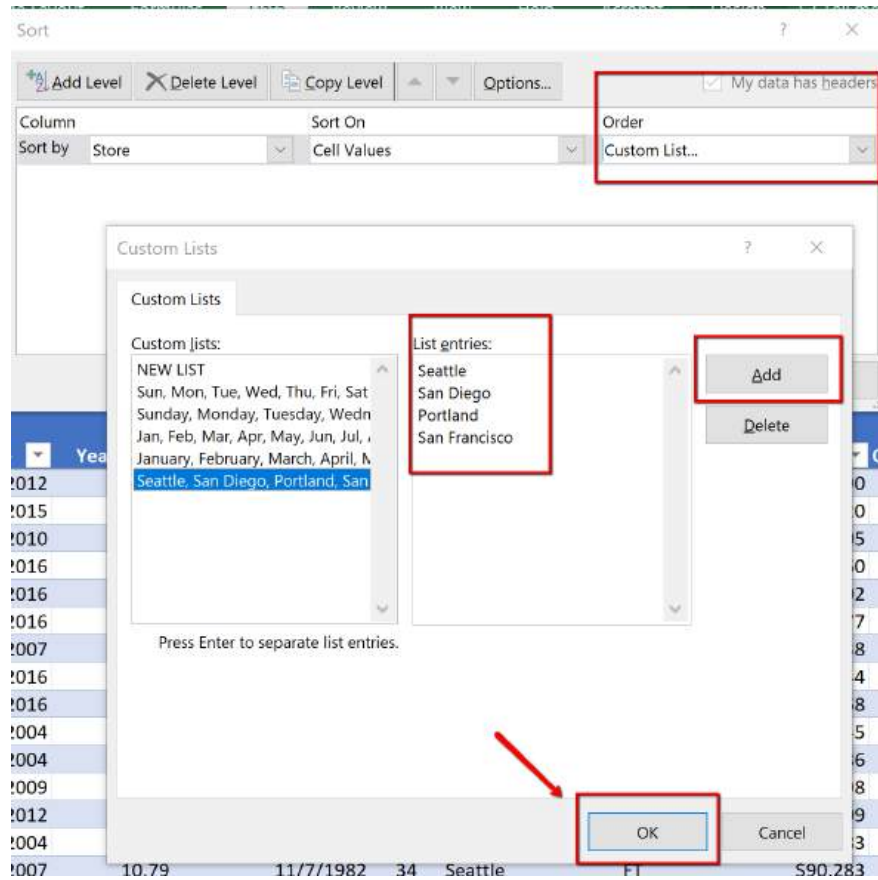 Sort ? ×
Add Level Delete Level Copy Level Options... My data has headers
Column Sort On Order
Sort by Store Cell Values Custom List...
Custom Lists ? ×
Custom Lists
Custom lists: List entries:
NEW LIST Seattle Add
Sun, Mon, Tue, Wed, Thu, Fri, Sat San Diego
Sunday, Monday, Tuesday, Wedn Portland Delete
Jan, Feb, Mar, Apr, May, Jun, Jul, San Francisco
January, February, March, April, M
Seattle, San Diego, Portland, San
Press Enter to separate list entries.
Yea
2012
2015
2010
2016
2016
2016
2007
2016
2016
2004
2004
2009
2012
2004
OK Cancel
2007 10.79 11/7/1982 34 Seattle FT $90,283